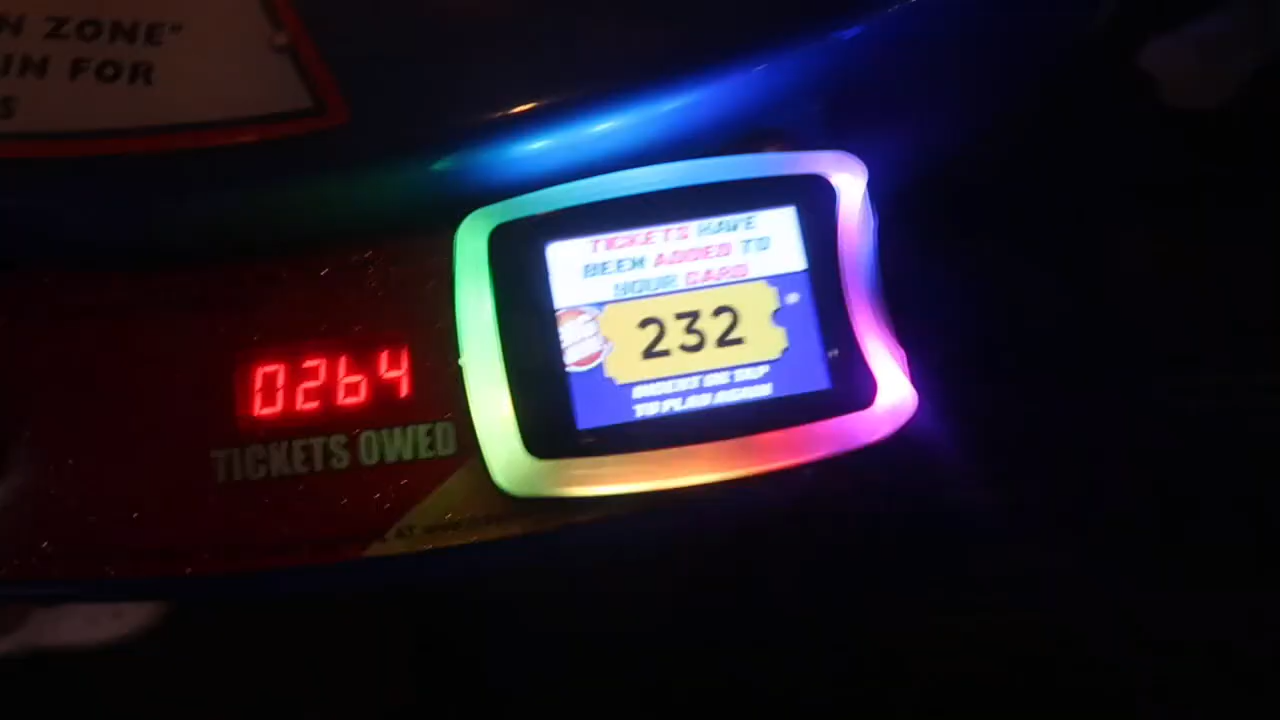 N ZONE"
IN FOR
S
TICKETS HAVE
BEEN ADDED TO
YOUR CARD
232
INSERT OR TAP
TO PLAY AGAIN
0264
TICKETS OWED